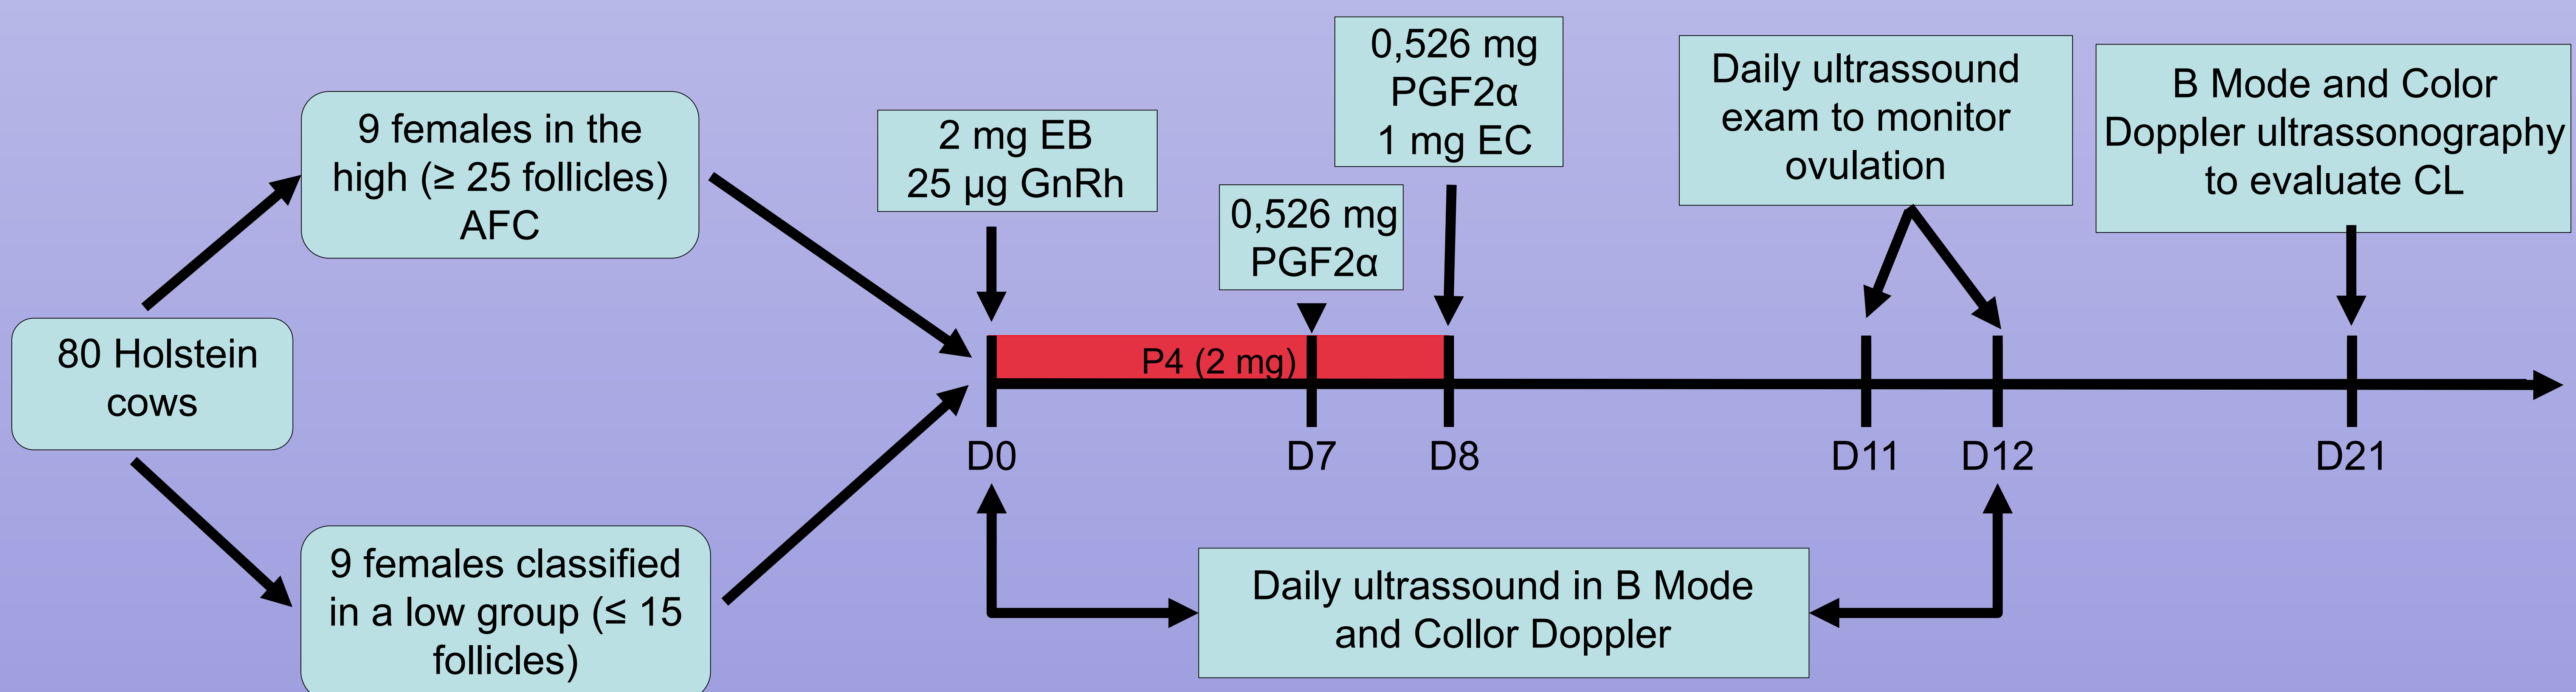 80 Holstein
cows
9 females in the
high (≥ 25 follicles)
AFC
9 females classified
in a low group (≤ 15
follicles)
2 mg EB
25 µg GnRh
0,526 mg
PGF2α
0,526 mg
PGF2α
1 mg EC
Daily ultrassound
exam to monitor
ovulation
B Mode and Color
Doppler ultrassonography
to evaluate CL
P4 (2 mg)
D0
D7
D8
D11
D12
D21
Daily ultrassound in B Mode
and Collor Doppler